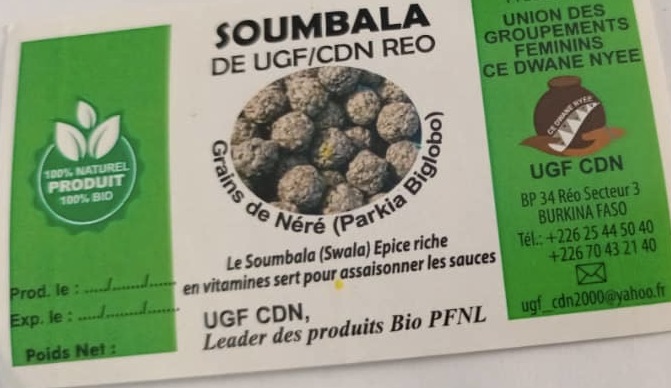 SOUMBALA
DE UGF/CDN REO
Grains de Néré (Parkia Biglobo)
Le Soumbala (Swala) Epice riche
en vitamines sert pour assaisonner les sauces
UGF CDN,
Leader des produits Bio PFNL
100% NATUREL
PRODUIT
100% BIO
Prod. le : ...../....../.....
Exp. le : ...../....../.....
Poids Net :
UNION DES
GROUPEMENTS
FEMININS
CE DWANE NYEE
CE DWANE NYEE
UGF CDN
BP 34 Réo Secteur 3
BURKINA FASO
Tél.: +226 25 44 50 40
+226 70 43 21 40
ugf_cdn2000@yahoo.fr